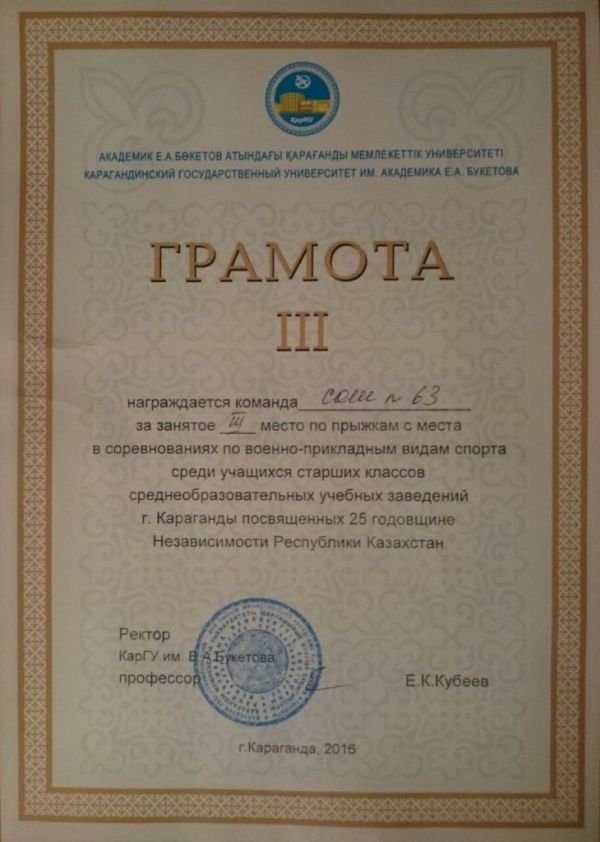 ҚарМУ
АКАДЕМИК Е.А.БӨКЕТОВ АТЫНДАҒЫ ҚАРАҒАНДЫ МЕМЛЕКЕТТІК УНИВЕРСИТЕТІ
КАРАГАНДИНСКИЙ ГОСУДАРСТВЕННЫЙ УНИВЕРСИТЕТ ИМ. АКАДЕМИКА Е.А. БУКЕТОВА
ГРАМОТА
III
награждается команда СОШ № 63
за занятое III место по прыжкам с места
в соревнованиях по военно-прикладным видам спорта
среди учащихся старших классов
среднеобразовательных учебных заведений
г. Караганды посвященных 25 годовщине
Независимости Республики Казахстан
Ректор
КарГУ им. Е.А.Букетова
профессор Е.К.Кубеев
г.Караганда, 2016